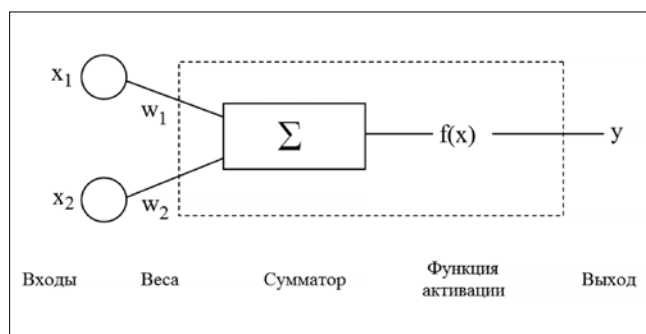 x₁
w₁
Σ
f(x)
y
x₂
w₂
Входы
Веса
Сумматор
Функция
активации
Выход